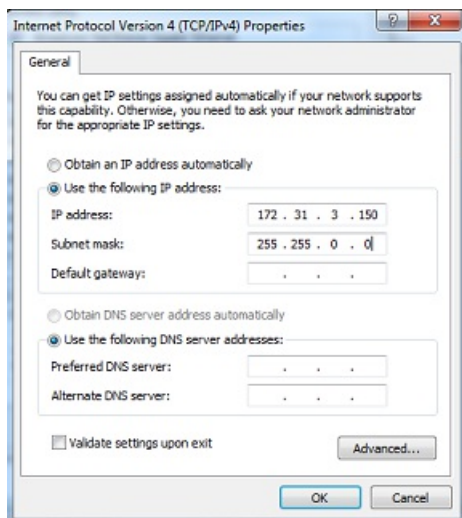 Internet Protocol Version 4 (TCP/IPv4) Properties
General
You can get IP settings assigned automatically if your network supports
this capability. Otherwise, you need to ask your network administrator
for the appropriate IP settings.
Obtain an IP address automatically
Use the following IP address:
IP address: 172 . 31 . 3 . 150
Subnet mask: 255 . 255 . 0 . 0
Default gateway: . . .
Obtain DNS server address automatically
Use the following DNS server addresses:
Preferred DNS server: . . .
Alternate DNS server: . . .
Validate settings upon exit
Advanced...
OK Cancel